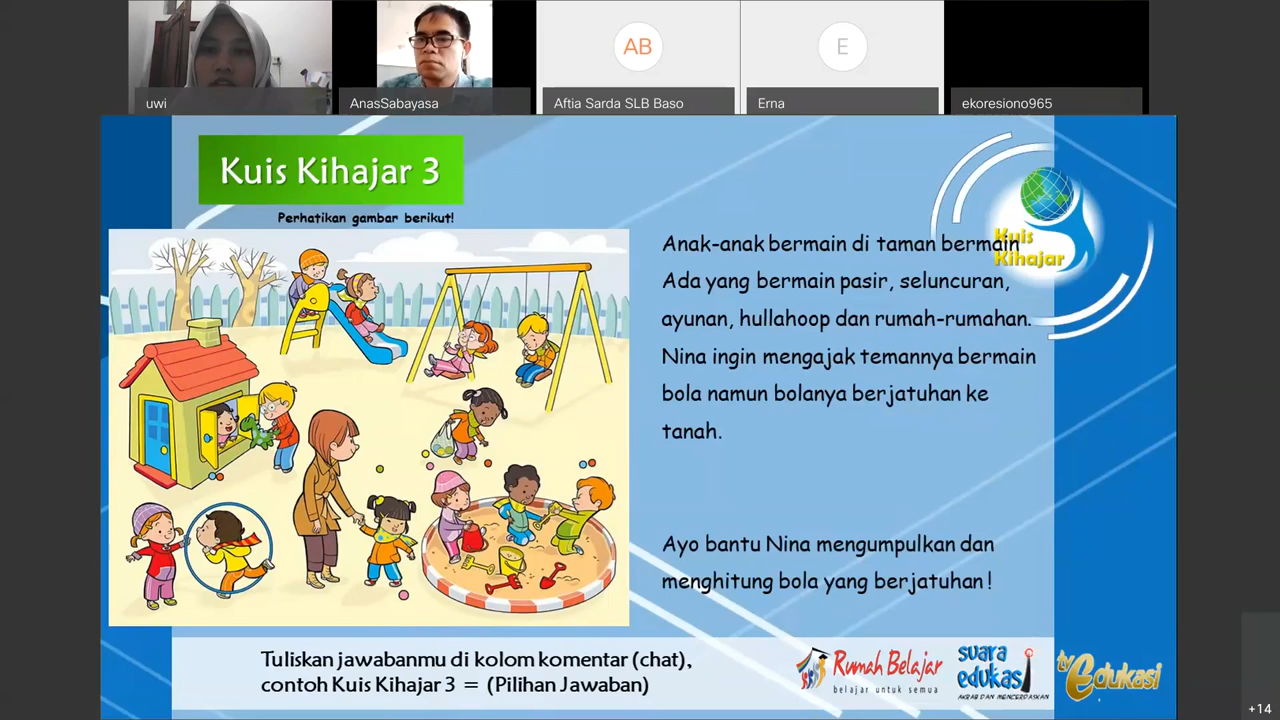 AB
E
uwi
AnasSabayasa
Aftia Sarda SLB Baso
Erna
ekoresiono965
Kuis Kihajar 3
Perhatikan gambar berikut!
Kuis
Kihajar
Anak-anak bermain di taman bermain
Ada yang bermain pasir, seluncuran,
ayunan, hullahoop dan rumah-rumahan.
Nina ingin mengajak temannya bermain
bola namun bolanya berjatuhan ke
tanah.
Ayo bantu Nina mengumpulkan dan
menghitung bola yang berjatuhan!
Tuliskan jawabanmu di kolom komentar (chat),
contoh Kuis Kihajar 3 = (Pilihan Jawaban)
Rumah Belajar
belajar untuk semua
suara
edukasi
AKRAB DAN MENCERDASKAN
tv edukasi
+14